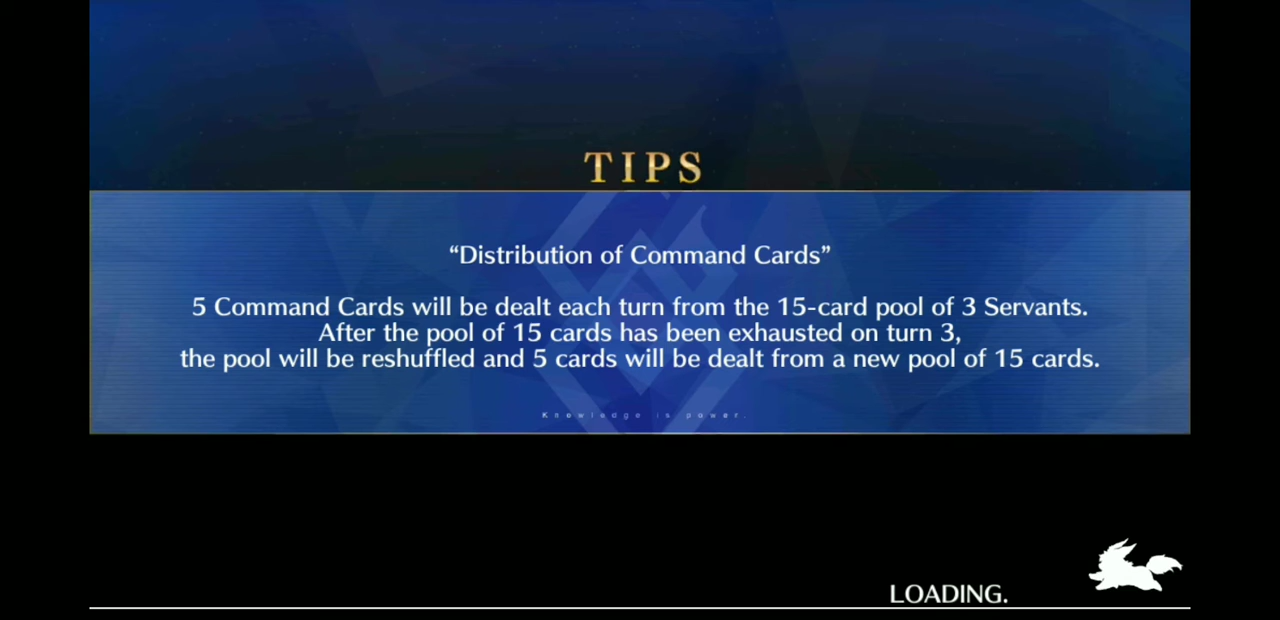 TIPS
“Distribution of Command Cards”
5 Command Cards will be dealt each turn from the 15-card pool of 3 Servants.
After the pool of 15 cards has been exhausted on turn 3,
the pool will be reshuffled and 5 cards will be dealt from a new pool of 15 cards.
Knowledge is power.
LOADING.